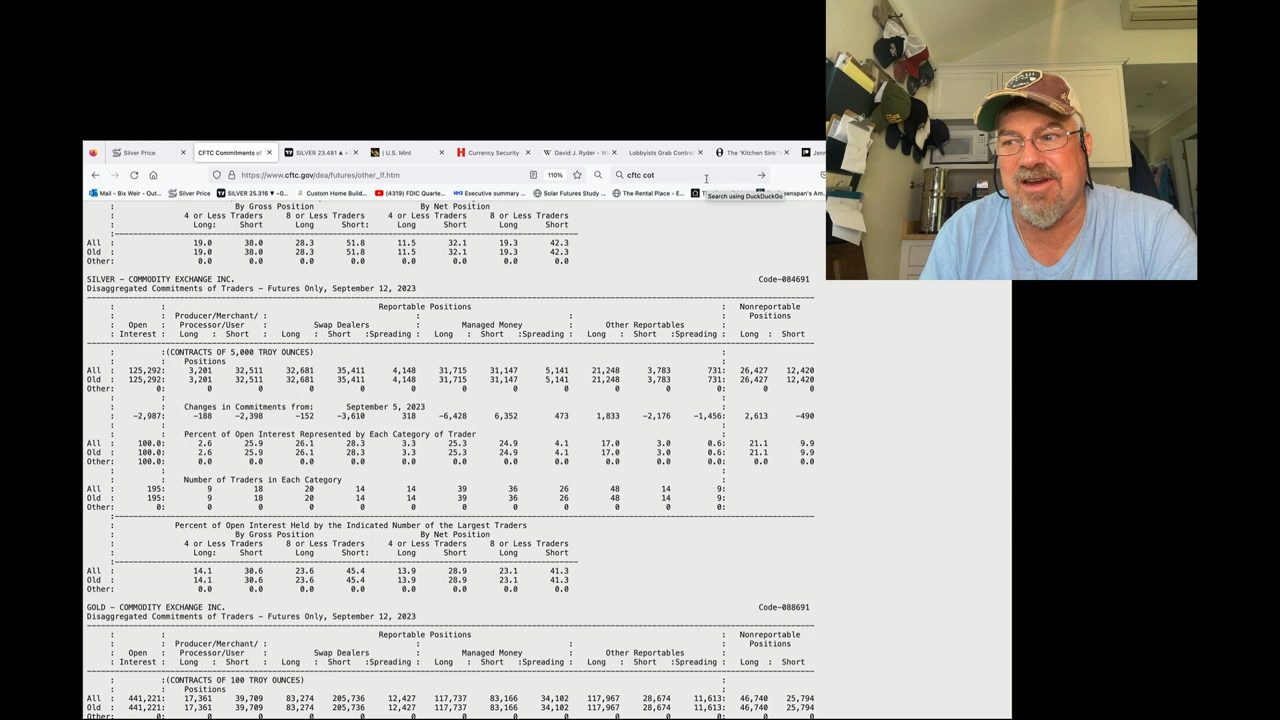 Silver Price × CFTC Commitments of × SILVER 23.481 ▲ +1 × | U.S. Mint × Currency Security × David J. Ryder – Wi × Lobbyists Grab Control × The 'Kitchen Sink' × Jenn
https://www.cftc.gov/dea/futures/other_lf.htm 110% cftc cot
Mail - Bix Weir - Out... Silver Price SILVER 25.316 ▼ −0... Custom Home Build... (4319) FDIC Quarte... Executive summary ... Solar Futures Study ... The Rental Place - E... Greenspan's Am...
Search using DuckDuckGo
: By Gross Position By Net Position
: 4 or Less Traders 8 or Less Traders 4 or Less Traders 8 or Less Traders
: Long: Short Long Short: Long Short Long Short
All : 19.0 38.0 28.3 51.8 11.5 32.1 19.3 42.3
Old : 19.0 38.0 28.3 51.8 11.5 32.1 19.3 42.3
Other: 0.0 0.0 0.0 0.0 0.0 0.0 0.0 0.0
SILVER - COMMODITY EXCHANGE INC. Code-084691
Disaggregated Commitments of Traders - Futures Only, September 12, 2023
: : Reportable Positions : Nonreportable
: : Producer/Merchant/ : : : : Positions
: Open : Processor/User : Swap Dealers : Managed Money : Other Reportables :
: Interest : Long : Short : Long : Short :Spreading : Long : Short :Spreading : Long : Short :Spreading : Long : Short
: :(CONTRACTS OF 5,000 TROY OUNCES) :
: : Positions :
All : 125,292: 3,201 32,511 32,681 35,411 4,148 31,715 31,147 5,141 21,248 3,783 731: 26,427 12,420
Old : 125,292: 3,201 32,511 32,681 35,411 4,148 31,715 31,147 5,141 21,248 3,783 731: 26,427 12,420
Other: 0: 0 0 0 0 0 0 0 0 0 0 0: 0 0
: : Changes in Commitments from: September 5, 2023 :
: -2,987: -188 -2,398 -152 -3,610 318 -6,428 6,352 473 1,833 -2,176 -1,456: 2,613 -490
: : Percent of Open Interest Represented by Each Category of Trader :
All : 100.0: 2.6 25.9 26.1 28.3 3.3 25.3 24.9 4.1 17.0 3.0 0.6: 21.1 9.9
Old : 100.0: 2.6 25.9 26.1 28.3 3.3 25.3 24.9 4.1 17.0 3.0 0.6: 21.1 9.9
Other: 100.0: 0.0 0.0 0.0 0.0 0.0 0.0 0.0 0.0 0.0 0.0 0.0: 0.0 0.0
: : Number of Traders in Each Category :
All : 195: 9 18 20 14 14 39 36 26 48 14 9:
Old : 195: 9 18 20 14 14 39 36 26 48 14 9:
Other: 0: 0 0 0 0 0 0 0 0 0 0 0:
: Percent of Open Interest Held by the Indicated Number of the Largest Traders
: By Gross Position By Net Position
: 4 or Less Traders 8 or Less Traders 4 or Less Traders 8 or Less Traders
: Long: Short Long Short: Long Short Long Short
All : 14.1 30.6 23.6 45.4 13.9 28.9 23.1 41.3
Old : 14.1 30.6 23.6 45.4 13.9 28.9 23.1 41.3
Other: 0.0 0.0 0.0 0.0 0.0 0.0 0.0 0.0
GOLD - COMMODITY EXCHANGE INC. Code-088691
Disaggregated Commitments of Traders - Futures Only, September 12, 2023
: : Reportable Positions : Nonreportable
: : Producer/Merchant/ : : : : Positions
: Open : Processor/User : Swap Dealers : Managed Money : Other Reportables :
: Interest : Long : Short : Long : Short :Spreading : Long : Short :Spreading : Long : Short :Spreading : Long : Short
: :(CONTRACTS OF 100 TROY OUNCES) :
: : Positions :
All : 441,221: 17,361 39,709 83,274 205,736 12,427 117,737 83,166 34,102 117,967 28,674 11,613: 46,740 25,794
Old : 441,221: 17,361 39,709 83,274 205,736 12,427 117,737 83,166 34,102 117,967 28,674 11,613: 46,740 25,794
Other: 0: 0 0 0 0 0 0 0 0 0 0 0: 0 0